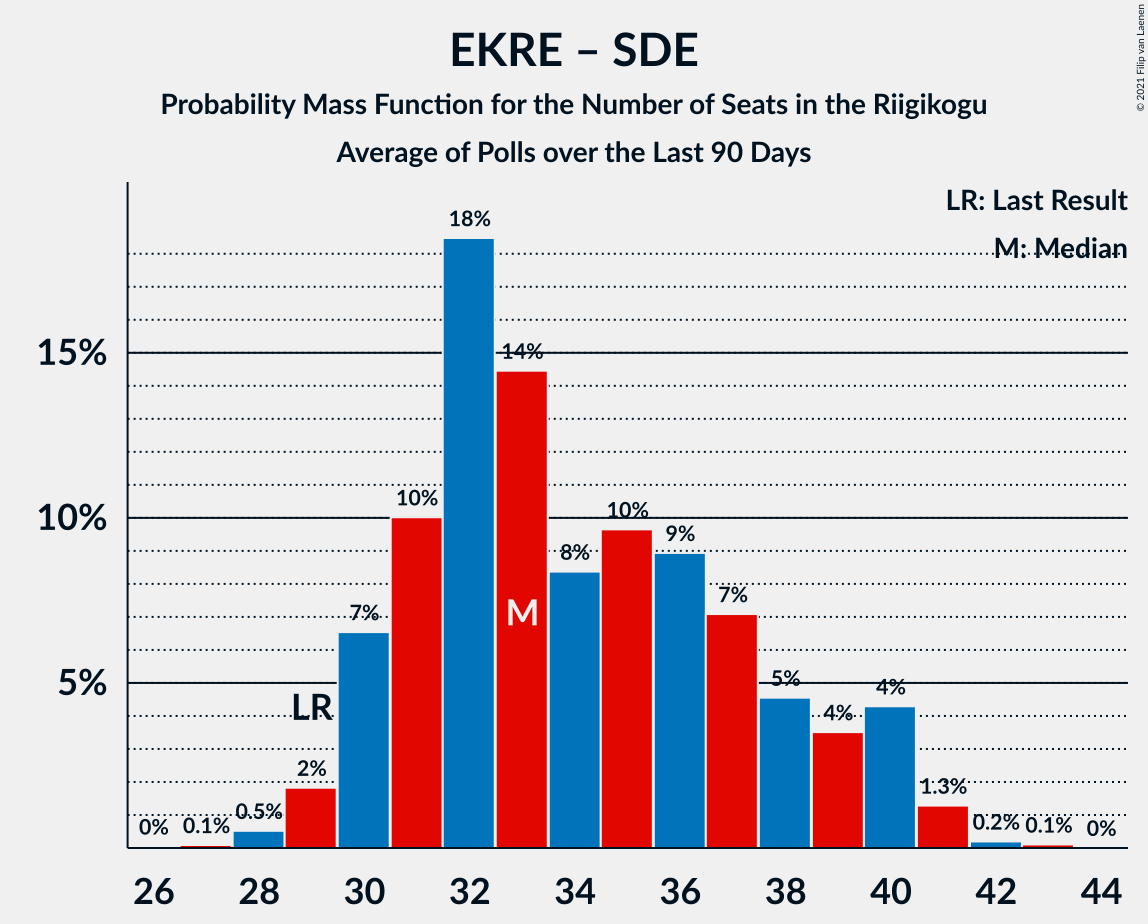 EKRE – SDE
Probability Mass Function for the Number of Seats in the Riigikogu
Average of Polls over the Last 90 Days
© 2021 Filip van Laenen
LR: Last Result
M: Median
15%
10%
5%
0%
0.1%
0.5%
2%
7%
10%
18%
14%
8%
10%
9%
7%
5%
4%
4%
1.3%
0.2%
0.1%
0%
LR
M
26 28 30 32 34 36 38 40 42 44